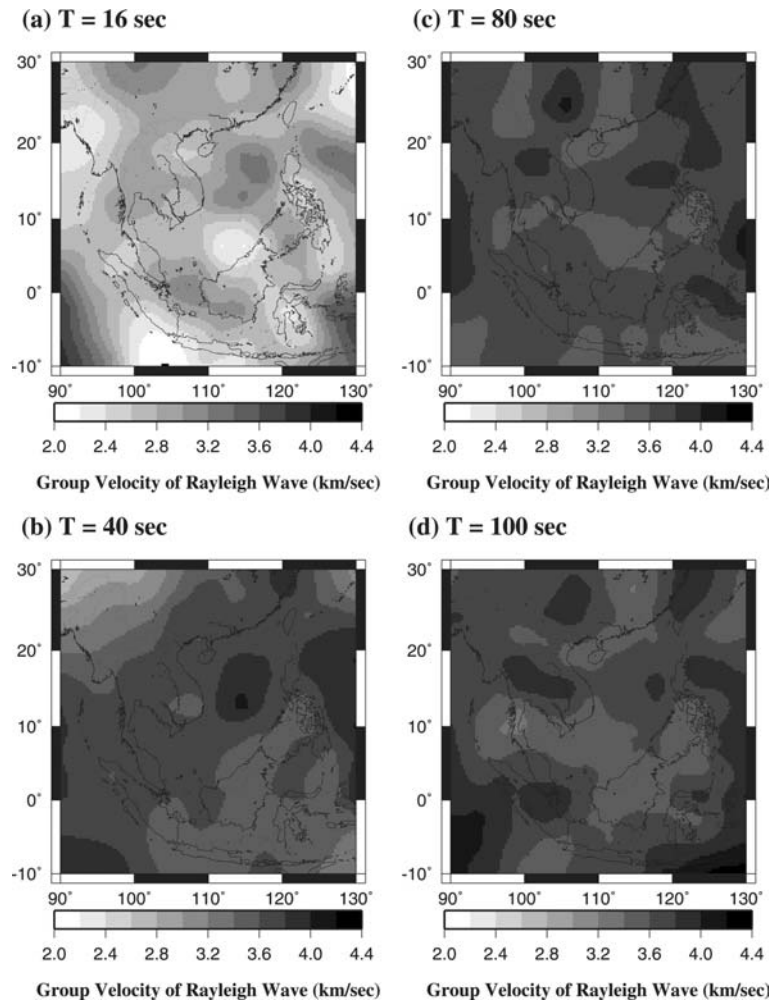 (a) T = 16 sec
30˚
20˚
10˚
0˚
-10˚
90˚ 100˚ 110˚ 120˚ 130˚
2.0 2.4 2.8 3.2 3.6 4.0 4.4
Group Velocity of Rayleigh Wave (km/sec)
(c) T = 80 sec
30˚
20˚
10˚
0˚
-10˚
90˚ 100˚ 110˚ 120˚ 130˚
2.0 2.4 2.8 3.2 3.6 4.0 4.4
Group Velocity of Rayleigh Wave (km/sec)
(b) T = 40 sec
30˚
20˚
10˚
0˚
-10˚
90˚ 100˚ 110˚ 120˚ 130˚
2.0 2.4 2.8 3.2 3.6 4.0 4.4
Group Velocity of Rayleigh Wave (km/sec)
(d) T = 100 sec
30˚
20˚
10˚
0˚
-10˚
90˚ 100˚ 110˚ 120˚ 130˚
2.0 2.4 2.8 3.2 3.6 4.0 4.4
Group Velocity of Rayleigh Wave (km/sec)